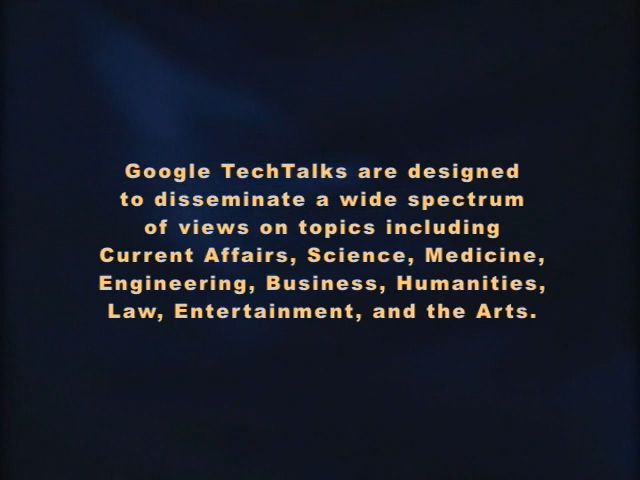 Google TechTalks are designed
to disseminate a wide spectrum
of views on topics including
Current Affairs, Science, Medicine,
Engineering, Business, Humanities,
Law, Entertainment, and the Arts.